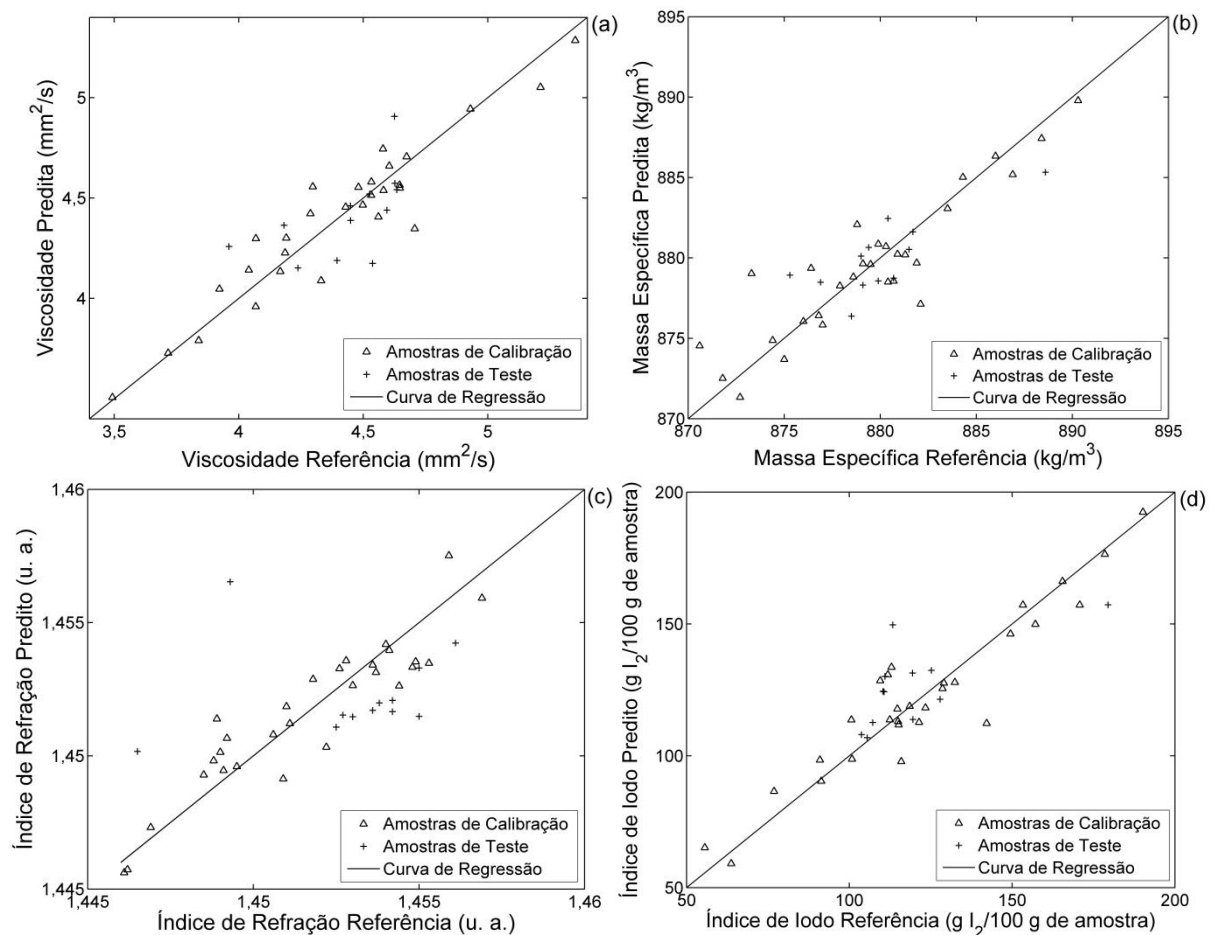 (a)
Viscosidade Predita (mm²/s)
5
4,5
4
3,5
4
4,5
5
Viscosidade Referência (mm²/s)
Amostras de Calibração
Amostras de Teste
Curva de Regressão
(b)
Massa Específica Predita (kg/m³)
895
890
885
880
875
870
870
875
880
885
890
895
Massa Específica Referência (kg/m³)
Amostras de Calibração
Amostras de Teste
Curva de Regressão
(c)
Índice de Refração Predito (u. a.)
1,46
1,455
1,45
1,445
1,445
1,45
1,455
1,46
Índice de Refração Referência (u. a.)
Amostras de Calibração
Amostras de Teste
Curva de Regressão
(d)
Índice de Iodo Predito (g I₂/100 g de amostra)
200
150
100
50
50
100
150
200
Índice de Iodo Referência (g I₂/100 g de amostra)
Amostras de Calibração
Amostras de Teste
Curva de Regressão